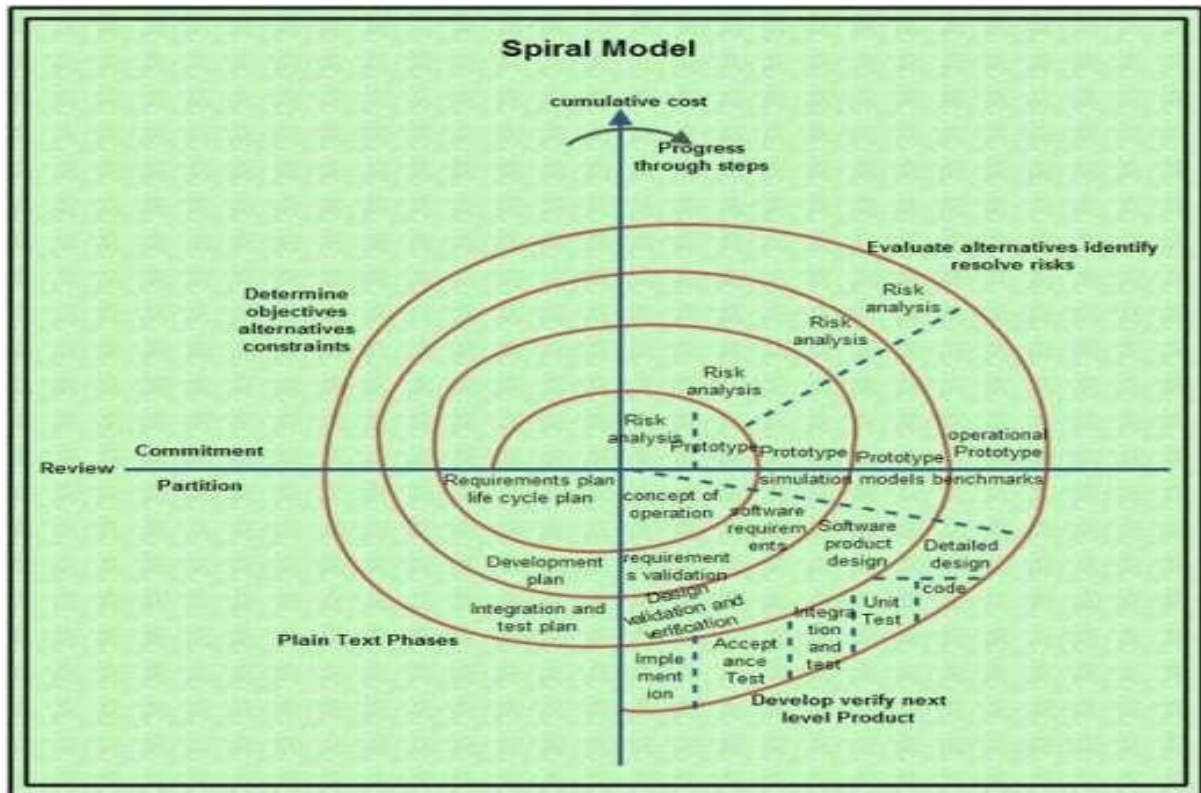 Spiral Model
cumulative cost
Progress
through steps
Evaluate alternatives identify
resolve risks
Determine
objectives
alternatives
constraints
Risk
analysis
Risk
analysis
Risk
analysis
Risk
analysis
Prototype
Prototype
Prototype
operational
Prototype
Review
Commitment
Partition
Requirements plan
life cycle plan
concept of
operation
simulation models benchmarks
software
requirem
ents
Software
product
design
Detailed
design
Development
plan
requirement
s validation
Design
validation and
verification
code
Unit
Test
Integra
tion
and
test
Integration and
test plan
Plain Text Phases
Imple
ment
ion
Accept
ance
Test
Develop verify next
level Product